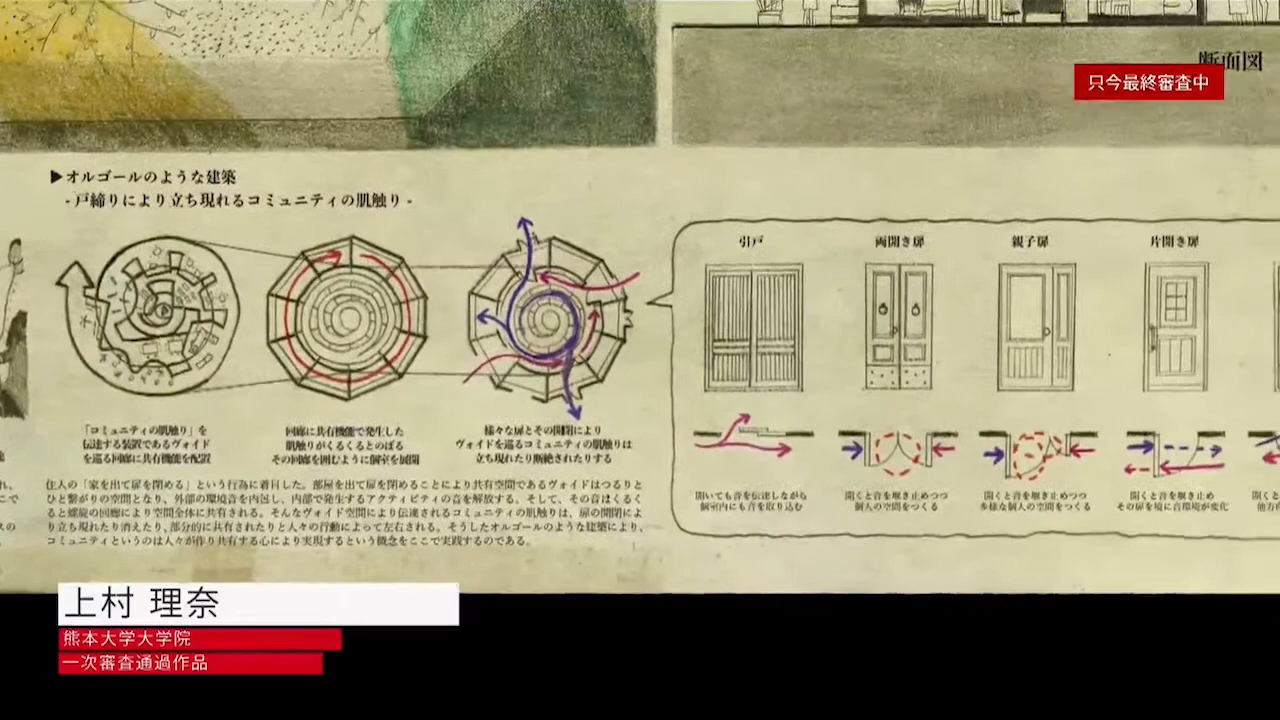 断面図
只今最終審査中
▶オルゴールのような建築
- 戸締りにより立ち現れるコミュニティの肌触り -
引戸
両開き扉
親子扉
片開き扉
「コミュニティの肌触り」を
伝達する装置であるヴォイド
を巡る回廊に共有機能を配置
回廊に共有機能で発生した
肌触りがくるくるとのぼる
その回廊を囲むように個室を展開
様々な扉とその開閉により
ヴォイドを巡るコミュニティの肌触りは
立ち現れたり断絶されたりする
開いても音を伝達しながら
個室内にも音を取り込む
開くと音を堰き止めつつ
個人の空間をつくる
開くと音を堰き止めつつ
多様な個人の空間をつくる
開くと音を堰き止め
その扉を境に音環境が変化
住人の「家を出て扉を閉める」という行為に着目した。部屋を出て扉を閉めることにより共有空間であるヴォイドはつるりと
ひと繋がりの空間となり、外部の環境音を内包し、内部で発生するアクティビティの音を解放する。そして、その音はくるく
ると螺旋の回廊により空間全体に共有される。そんなヴォイド空間により伝達されるコミュニティの肌触りは、扉の開閉によ
り立ち現れたり消えたり、部分的に共有されたりと人々の行動によって左右される。そうしたオルゴールのような建築により、
コミュニティというのは人々が作り共有する心により実現するという概念をここで実践するのである。
上村 理奈
熊本大学大学院
一次審査通過作品